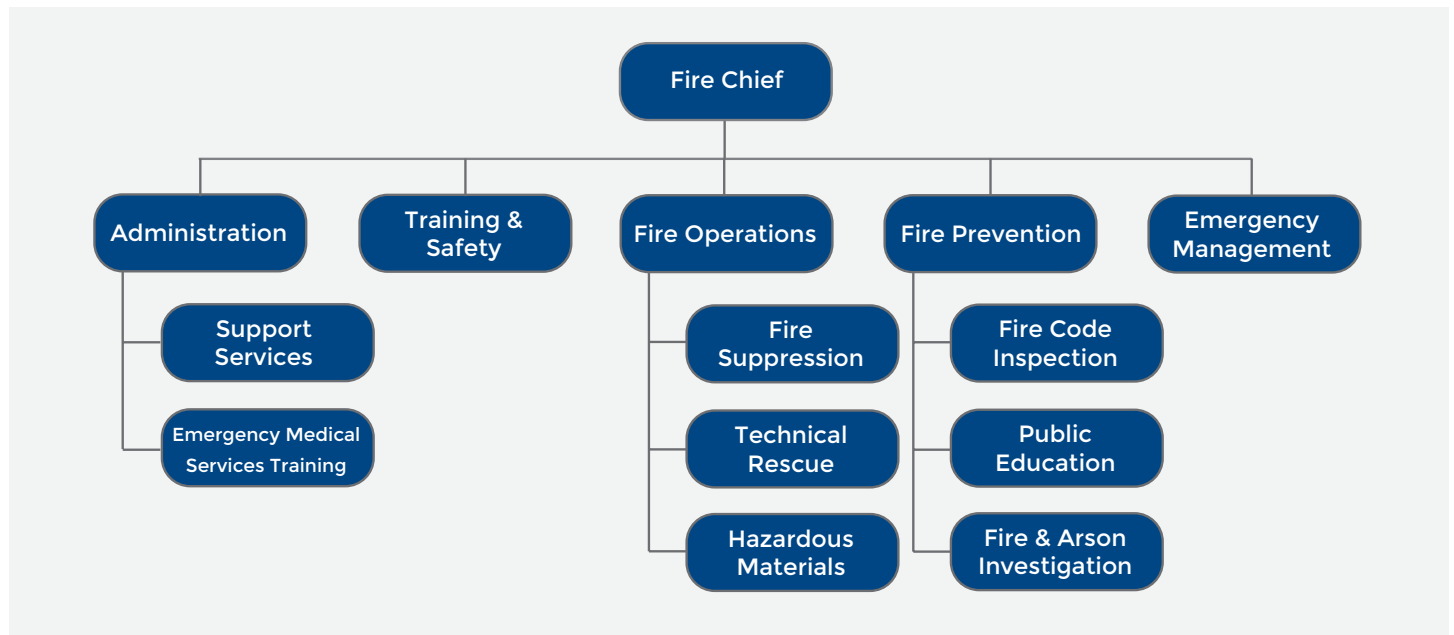 Fire Chief
Administration
Training &
Safety
Fire Operations
Fire Prevention
Emergency
Management
Support
Services
Emergency Medical
Services Training
Fire
Suppression
Technical
Rescue
Hazardous
Materials
Fire Code
Inspection
Public
Education
Fire & Arson
Investigation